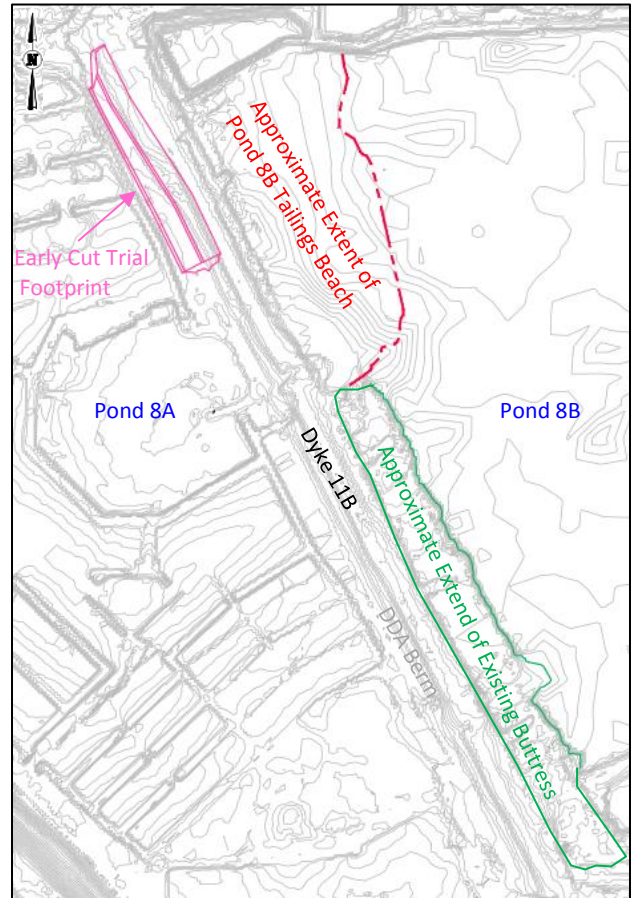 N
Approximate Extent of
Pond 8B Tailings Beach
Early Cut Trial
Footprint
Pond 8A
Pond 8B
Dyke 11B
Approximate Extend of Existing Buttress
DDA Berm